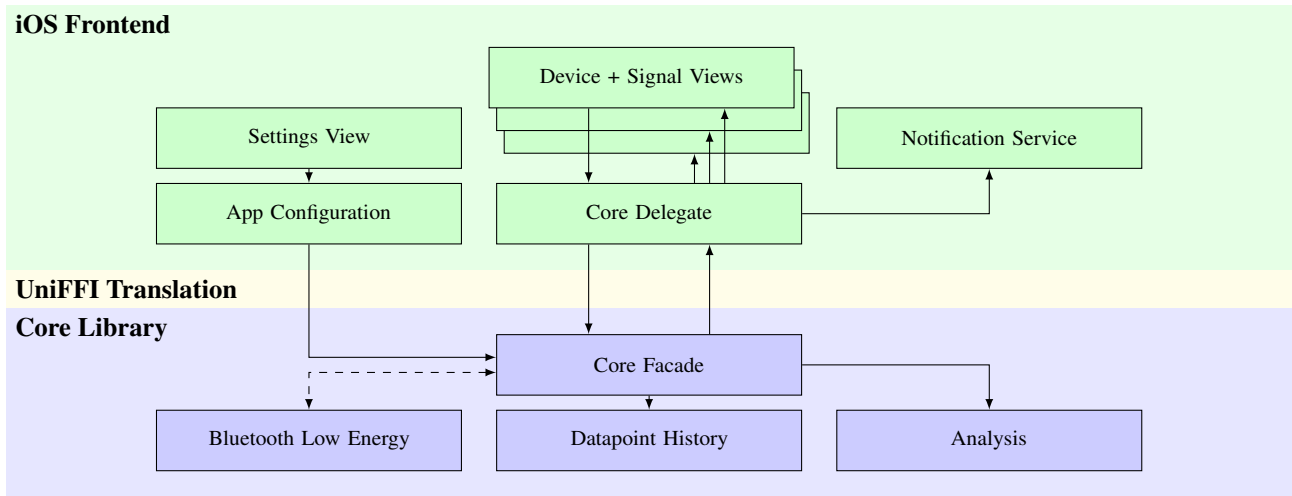 iOS Frontend
Device + Signal Views
Settings View
Notification Service
App Configuration
Core Delegate
UniFFI Translation
Core Library
Core Facade
Bluetooth Low Energy
Datapoint History
Analysis